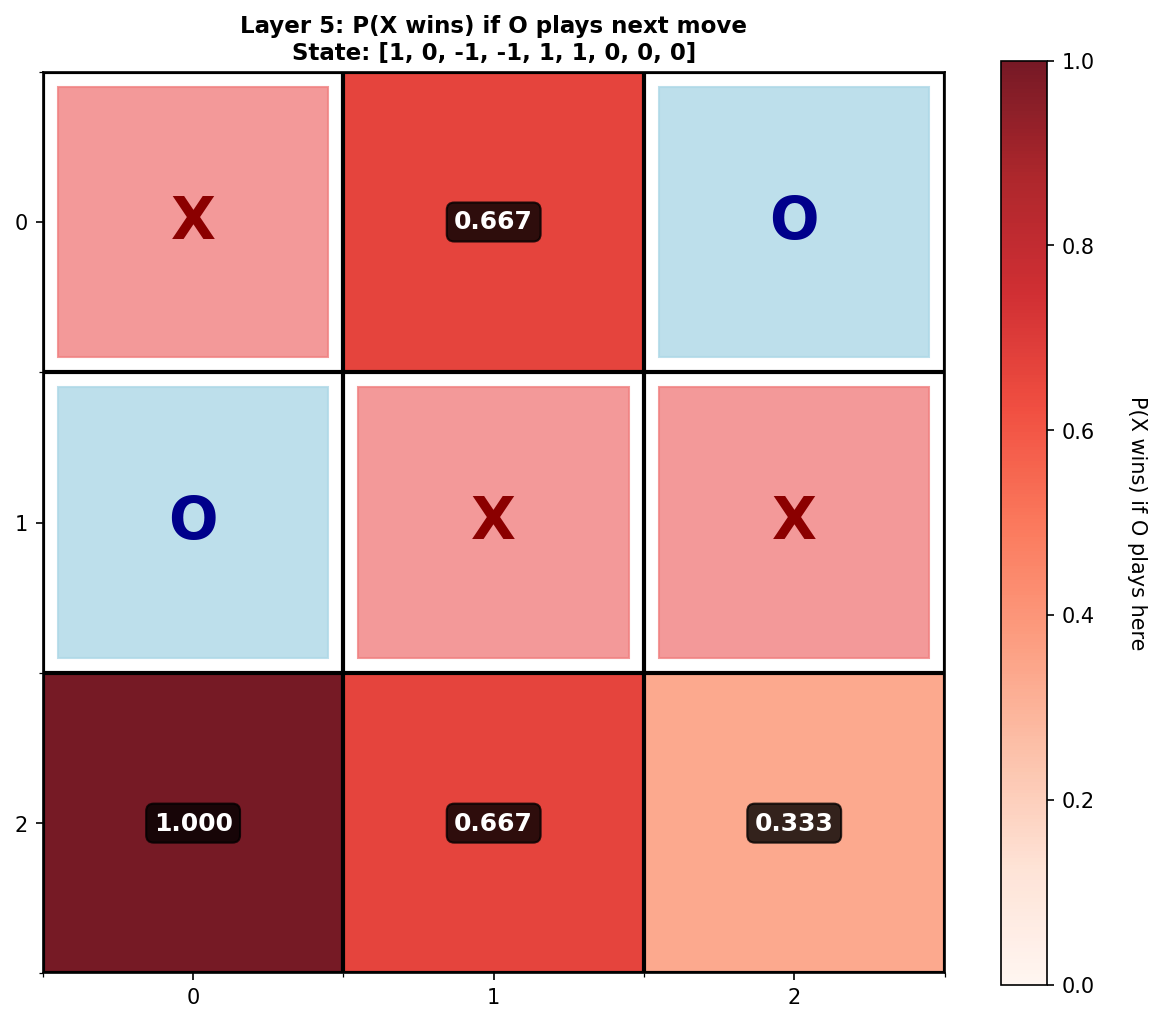 Layer 5: P(X wins) if O plays next move
State: [1, 0, -1, -1, 1, 1, 0, 0, 0]
X
0.667
O
O
X
X
1.000
0.667
0.333
0
1
2
0
1
2
1.0
0.8
0.6
0.4
0.2
0.0
P(X wins) if O plays here